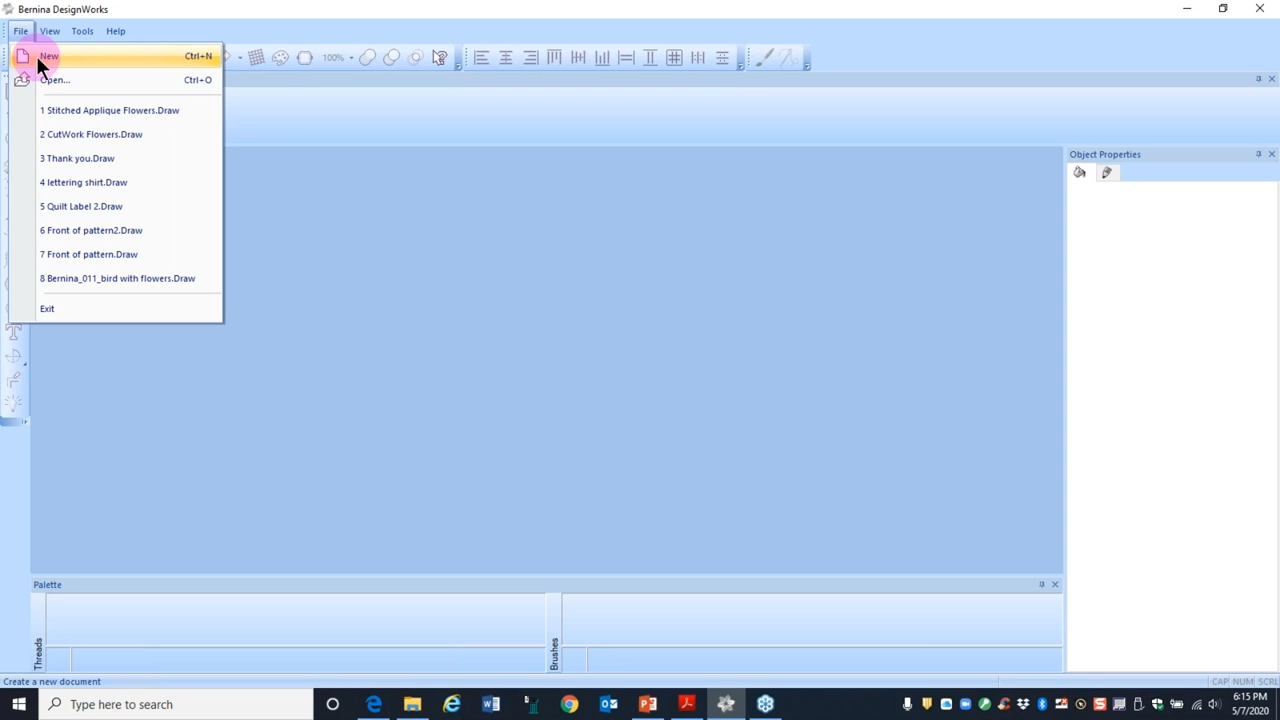 Bernina DesignWorks
File View Tools Help
New Ctrl+N
Open... Ctrl+O
100%
1 Stitched Applique Flowers.Draw
2 CutWork Flowers.Draw
3 Thank you.Draw
4 lettering shirt.Draw
5 Quilt Label 2.Draw
6 Front of pattern2.Draw
7 Front of pattern.Draw
8 Bernina_011_bird with flowers.Draw
Exit
Object Properties
Palette
Threads
Brushes
Create a new document
CAP NUM SCRL
Type here to search
6:15 PM
5/7/2020